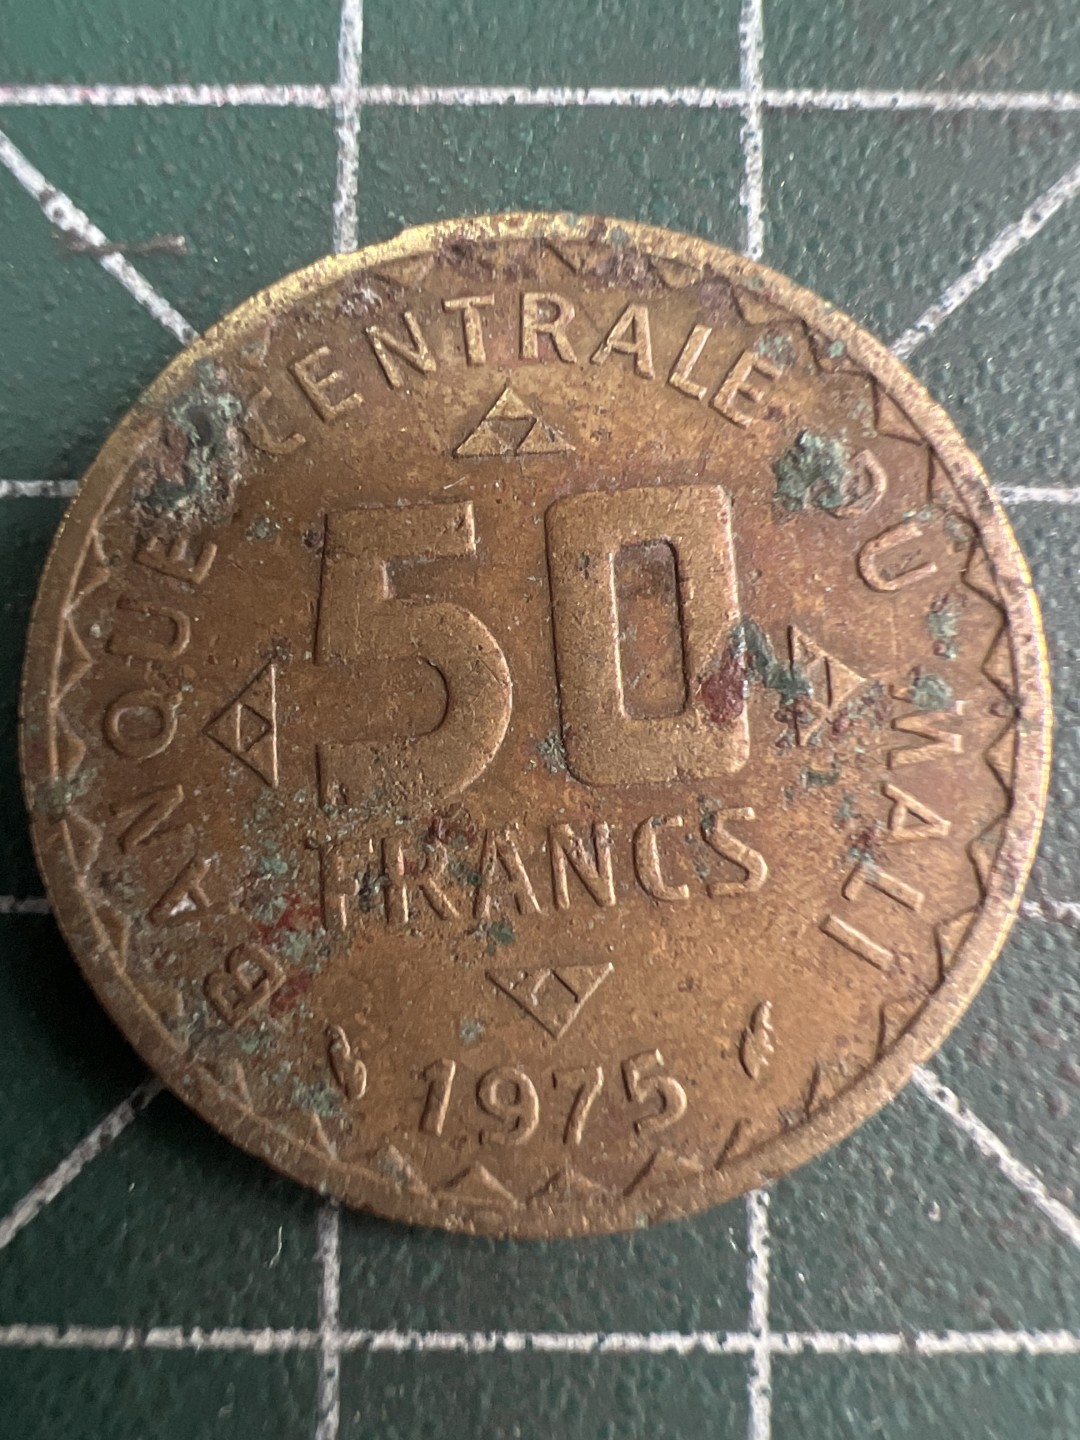 BANQUE CENTRALE DU MALI
50
FRANCS
1975